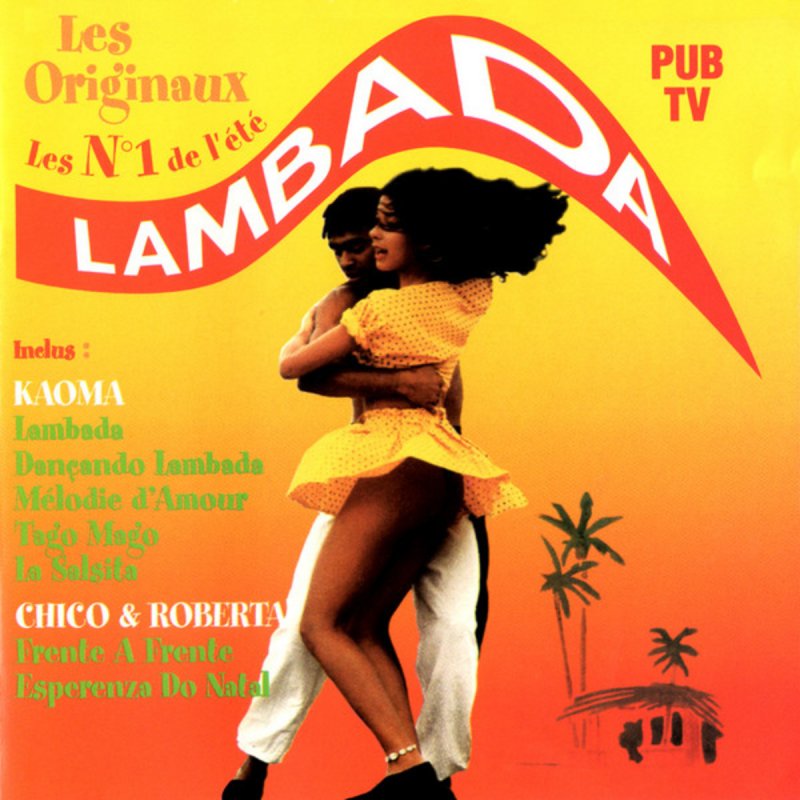 Les
Originaux
Les N°1 de l'été
LAMBADA
PUB
TV
Inclus :
KAOMA
Lambada
Dançando Lambada
Mélodie d'Amour
Tago Mago
La Salsita
CHICO & ROBERTA
Frente A Frente
Esperenza Do Natal